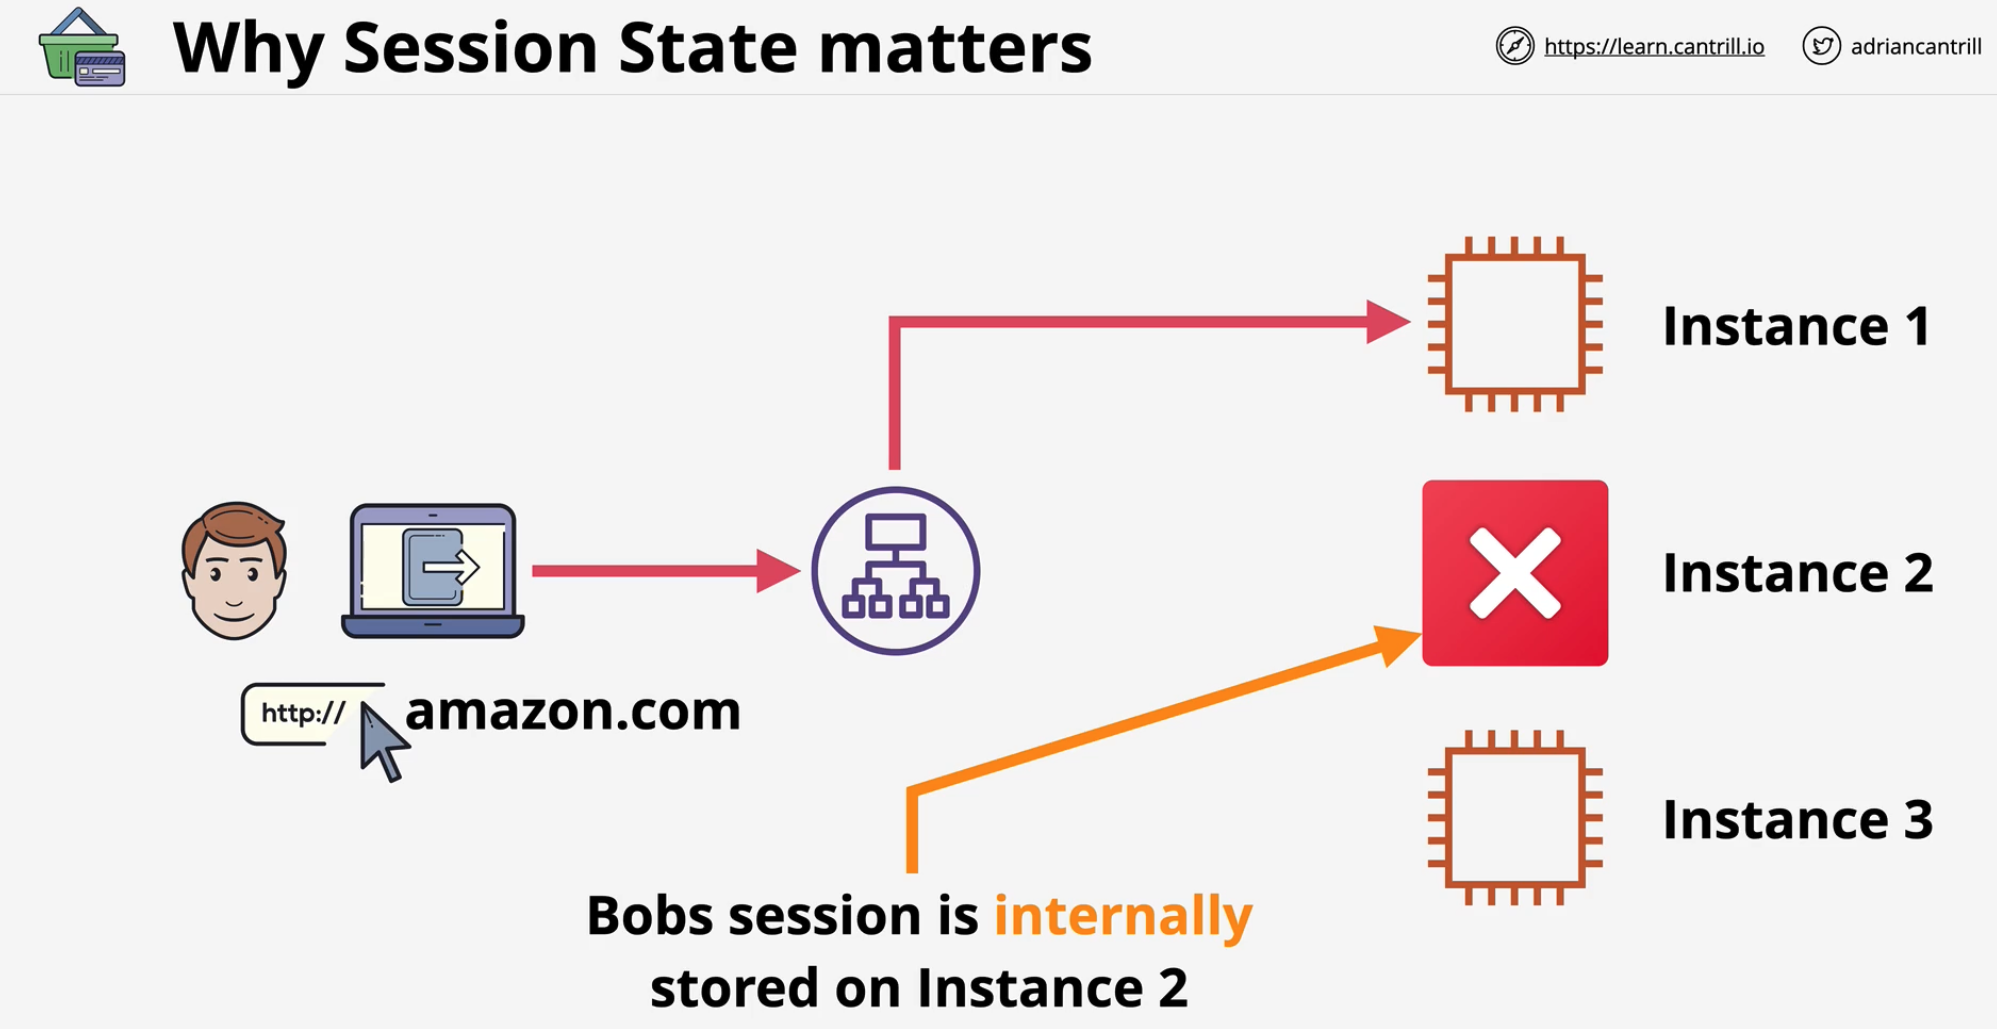 Why Session State matters
https://learn.cantrill.io
adriancantrill
Instance 1
Instance 2
http://
amazon.com
Instance 3
Bobs session is internally
stored on Instance 2